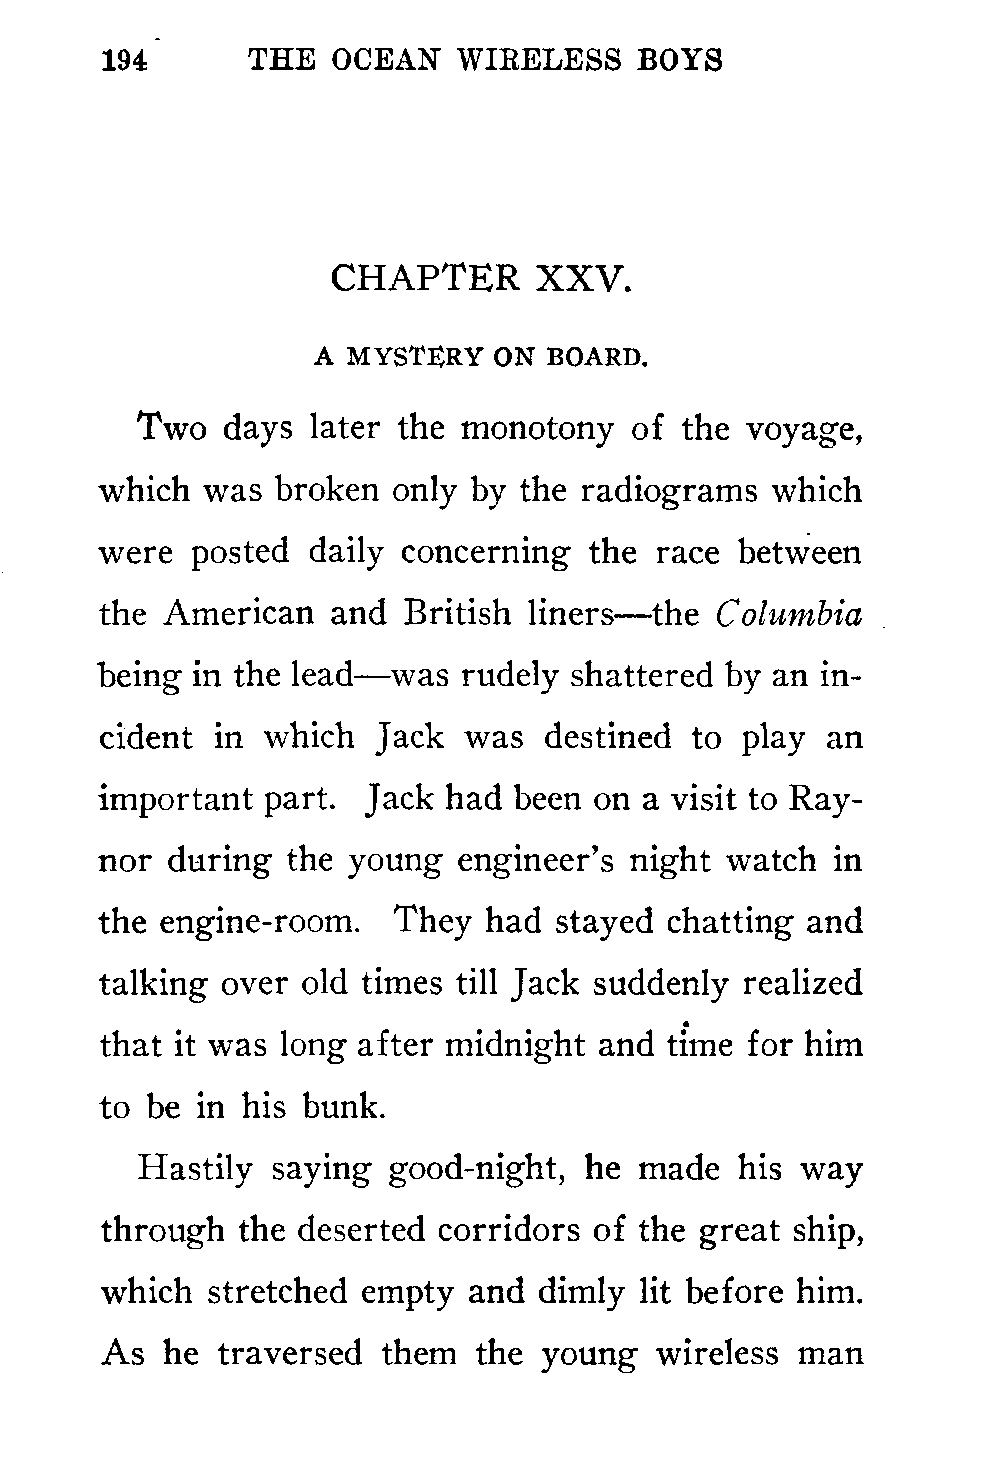 194 THE OCEAN WIRELESS BOYS
CHAPTER XXV.
A MYSTERY ON BOARD.
Two days later the monotony of the voyage,
which was broken only by the radiograms which
were posted daily concerning the race between
the American and British liners—the Columbia
being in the lead—was rudely shattered by an in-
cident in which Jack was destined to play an
important part. Jack had been on a visit to Ray-
nor during the young engineer's night watch in
the engine-room. They had stayed chatting and
talking over old times till Jack suddenly realized
that it was long after midnight and time for him
to be in his bunk.
Hastily saying good-night, he made his way
through the deserted corridors of the great ship,
which stretched empty and dimly lit before him.
As he traversed them the young wireless man